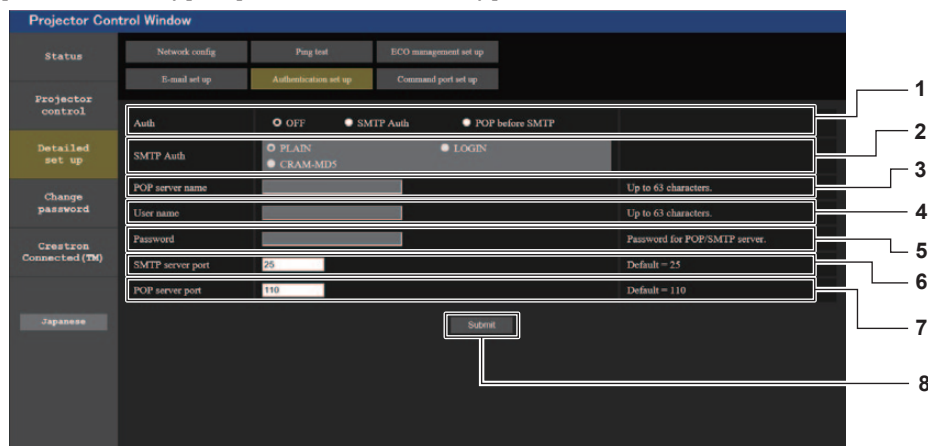 Projector Control Window
Status
Network config
Ping test
ECO management set up
E-mail set up
Authentication set up
Command port set up
Projector
control
Detailed
set up
Change
password
Crestron
Connected(TM)
Japanese
Auth
OFF
SMTP Auth
POP before SMTP
1
SMTP Auth
PLAIN
LOGIN
CRAM-MD5
2
POP server name
Up to 63 characters.
3
User name
Up to 63 characters.
4
Password
Password for POP/SMTP server.
5
SMTP server port
25
Default = 25
6
POP server port
110
Default = 110
7
Submit
8